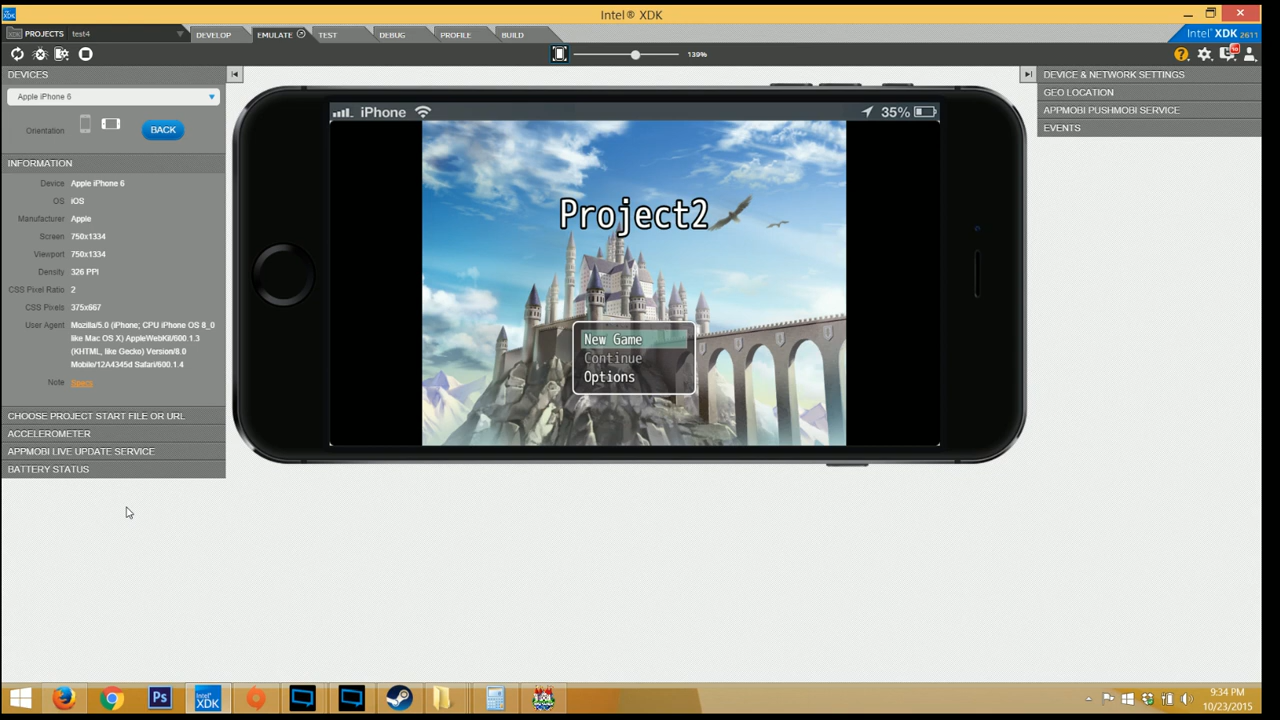 Intel® XDK
PROJECTS test4
DEVELOP EMULATE TEST DEBUG PROFILE BUILD
Intel® XDK 2611
139%
DEVICES
Apple iPhone 6
Orientation
BACK
INFORMATION
Device Apple iPhone 6
OS iOS
Manufacturer Apple
Screen 750x1334
Viewport 750x1334
Density 326 PPI
CSS Pixel Ratio 2
CSS Pixels 375x667
User Agent Mozilla/5.0 (iPhone; CPU iPhone OS 8_0
like Mac OS X) AppleWebKit/600.1.3
(KHTML, like Gecko) Version/8.0
Mobile/12A4345d Safari/600.1.4
Note Specs
CHOOSE PROJECT START FILE OR URL
ACCELEROMETER
APPMOBI LIVE UPDATE SERVICE
BATTERY STATUS
iPhone 35%
Project2
New Game
Continue
Options
DEVICE & NETWORK SETTINGS
GEO LOCATION
APPMOBI PUSHMOBI SERVICE
EVENTS
Ps
Intel® XDK
9:34 PM
10/23/2015